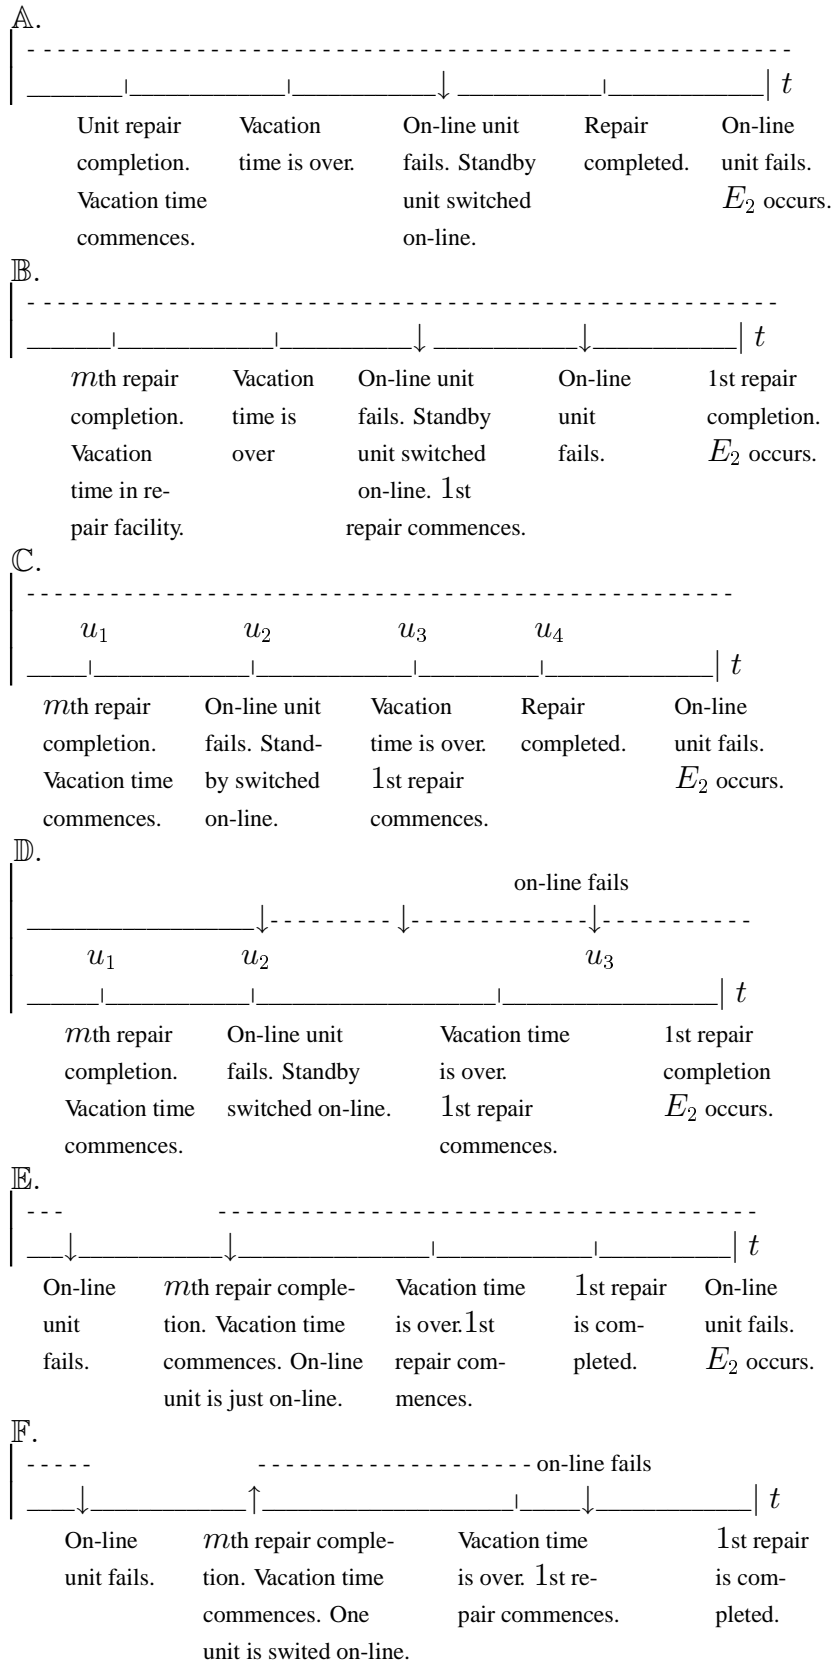 𝔸.
t
Unit repair Vacation On-line unit Repair On-line
completion. time is over. fails. Standby completed. unit fails.
Vacation time unit switched E₂ occurs.
commences. on-line.
𝔹.
t
mth repair Vacation On-line unit On-line 1st repair
completion. time is fails. Standby unit completion.
Vacation over unit switched fails. E₂ occurs.
time in re- on-line. 1st
pair facility. repair commences.
ℂ.
u₁ u₂ u₃ u₄
t
mth repair On-line unit Vacation Repair On-line
completion. fails. Stand- time is over. completed. unit fails.
Vacation time by switched 1st repair E₂ occurs.
commences. on-line. commences.
𝔻.
on-line fails
u₁ u₂ u₃
t
mth repair On-line unit Vacation time 1st repair
completion. fails. Standby is over. completion
Vacation time switched on-line. 1st repair E₂ occurs.
commences. commences.
𝔼.
t
On-line mth repair comple- Vacation time 1st repair On-line
unit tion. Vacation time is over.1st is com- unit fails.
fails. commences. On-line repair com- pleted. E₂ occurs.
unit is just on-line. mences.
𝔽.
on-line fails
t
On-line mth repair comple- Vacation time 1st repair
unit fails. tion. Vacation time is over. 1st re- is com-
commences. One pair commences. pleted.
unit is swited on-line.